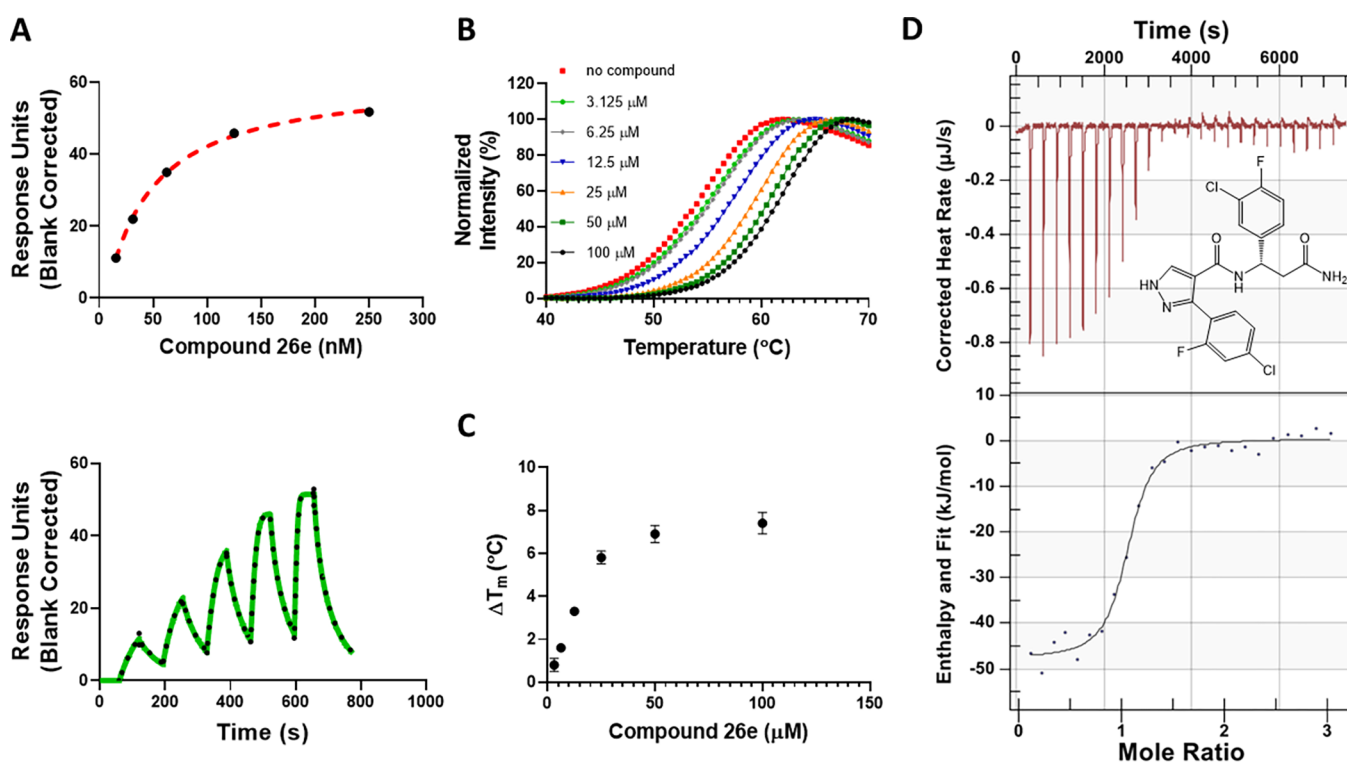 A
Response Units
(Blank Corrected)
60
40
20
0
0 50 100 150 200 250 300
Compound 26e (nM)
Response Units
(Blank Corrected)
60
40
20
0
0 200 400 600 800 1000
Time (s)
B
Normalized
Intensity (%)
120
100
80
60
40
20
0
no compound
3.125 μM
6.25 μM
12.5 μM
25 μM
50 μM
100 μM
40 50 60 70
Temperature (°C)
C
ΔTm (°C)
10
8
6
4
2
0
0 50 100 150
Compound 26e (μM)
D
Time (s)
0 2000 4000 6000
Corrected Heat Rate (μJ/s)
0
-0.2
-0.4
-0.6
-0.8
F
Cl
O
O
HN
N
N
H
NH2
F
Cl
Enthalpy and Fit (kJ/mol)
10
0
-10
-20
-30
-40
-50
0 1 2 3
Mole Ratio